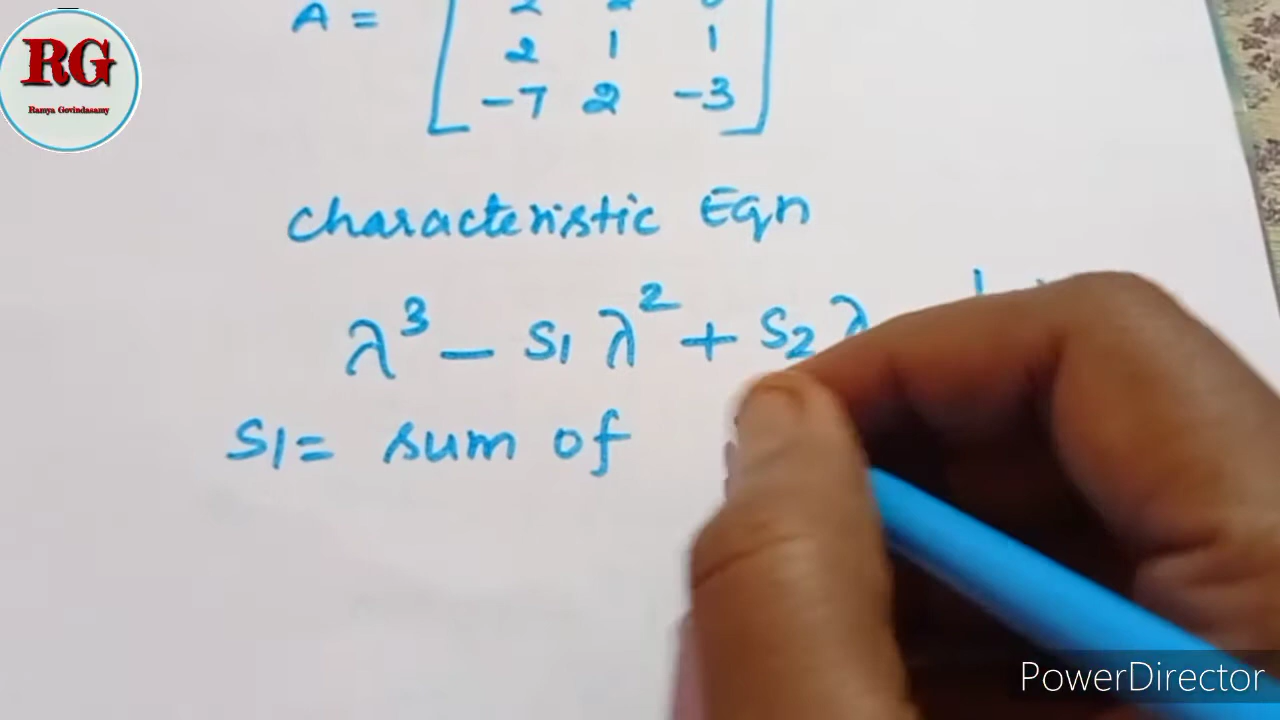 RG
Ramya Govindasamy
A =
2 1 1
-7 2 -3
characteristic Eqn
λ³ - S1 λ² + S2 λ
S1 = sum of
PowerDirector